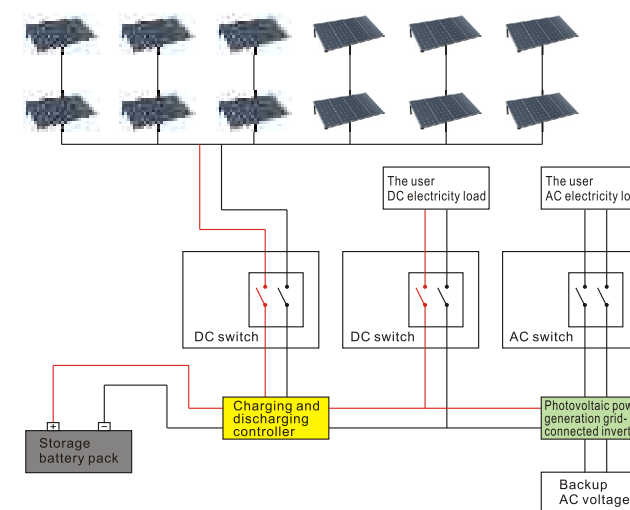 The user
DC electricity load
The user
AC electricity lo
DC switch
DC switch
AC switch
Charging and
discharging
controller
Photovoltaic pow
generation grid-
connected invert
+
−
Storage
battery pack
Backup
AC voltage